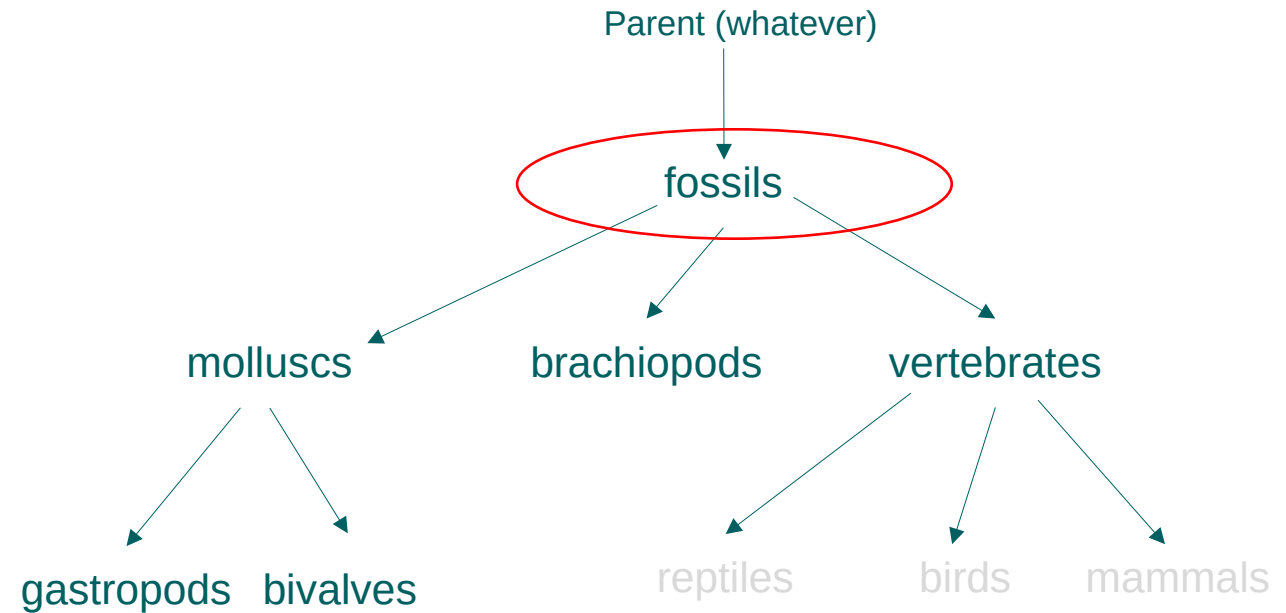 Parent (whatever)
fossils
molluscs brachiopods vertebrates
gastropods bivalves reptiles birds mammals